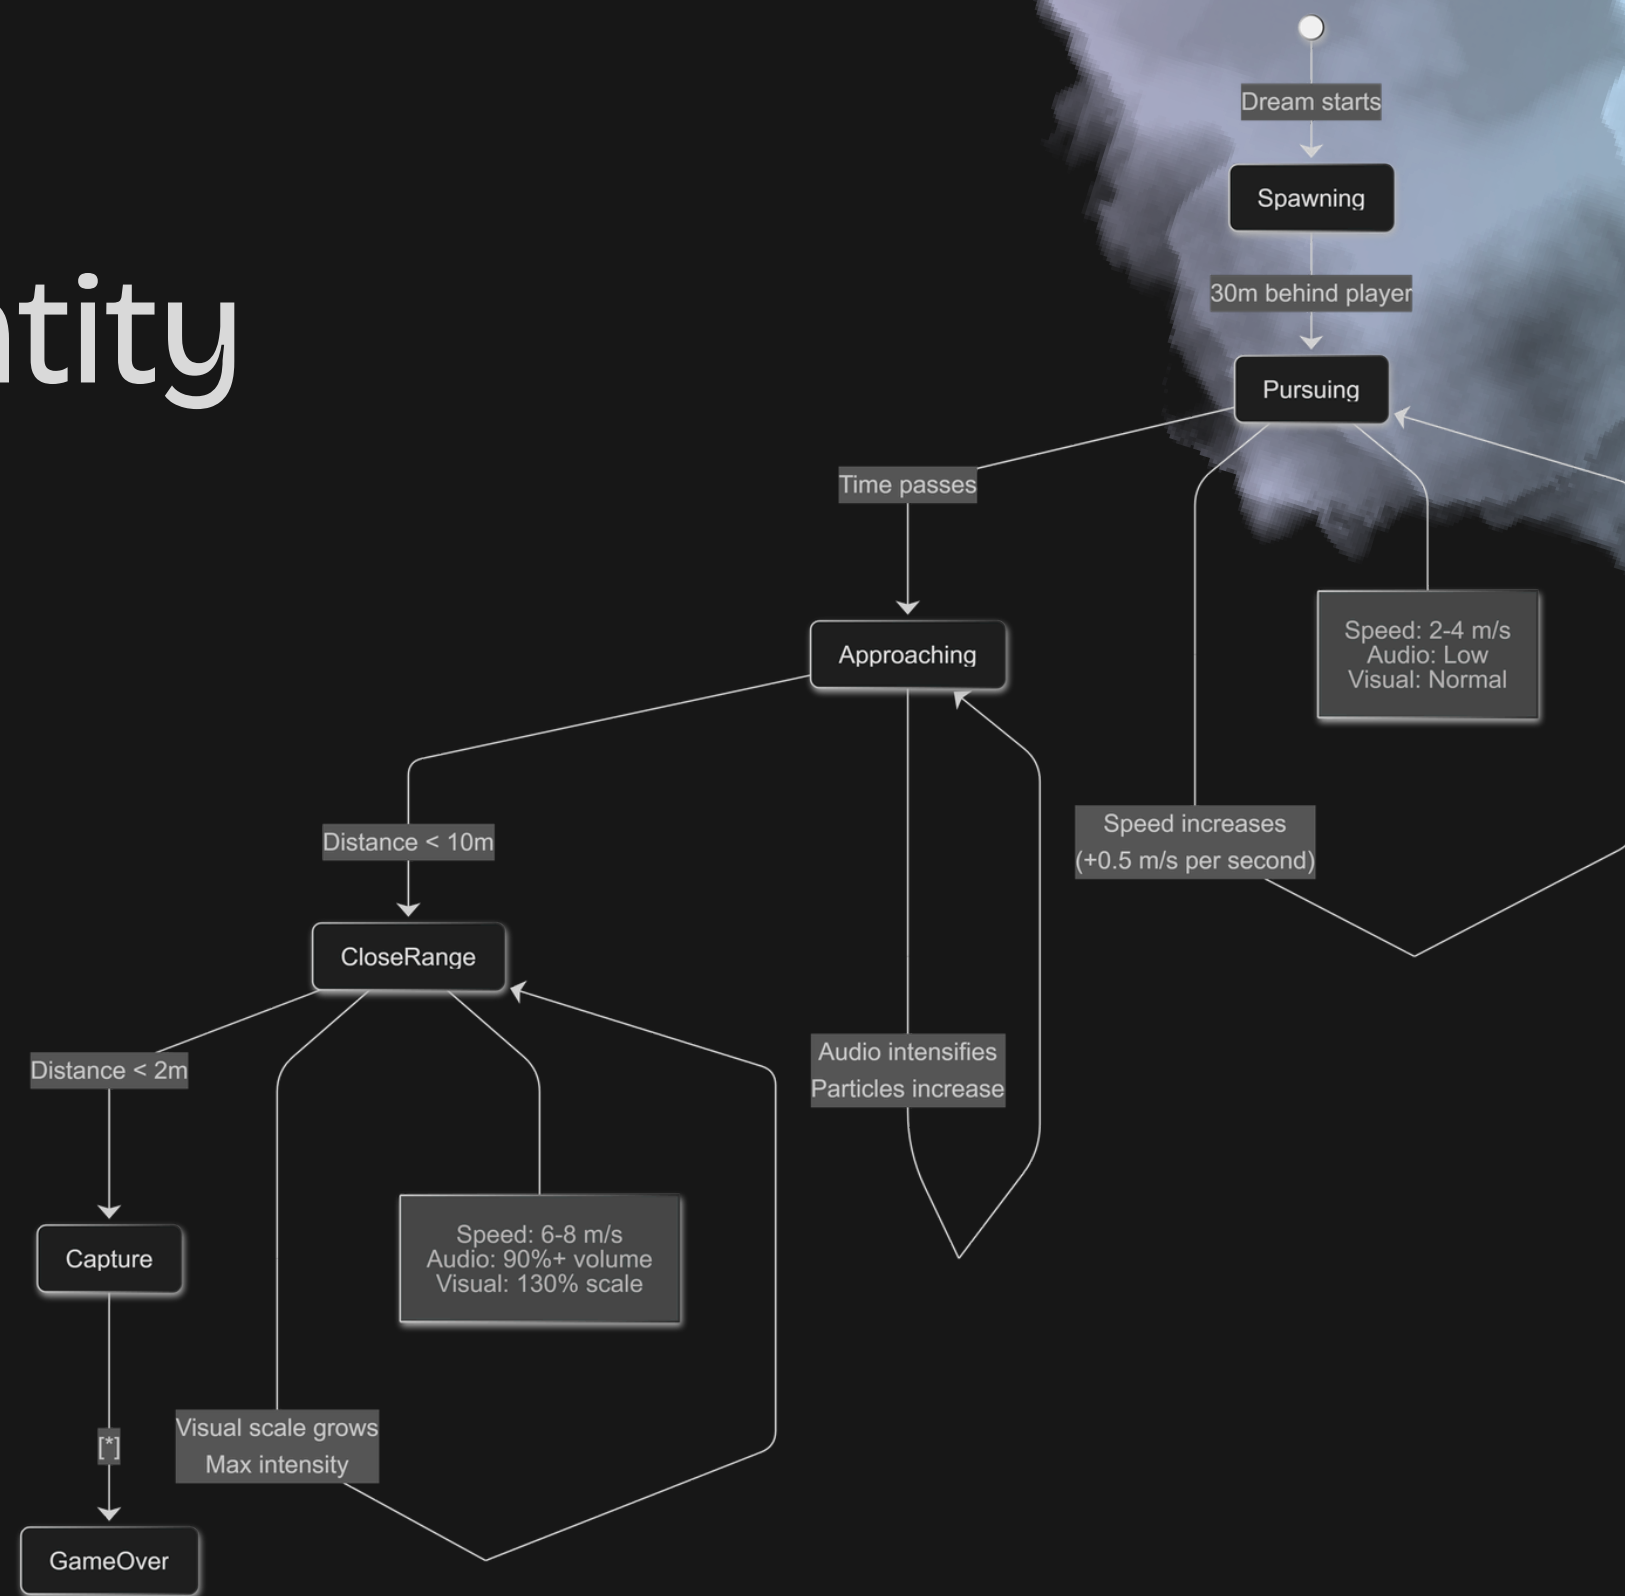 Dream starts
Spawning
30m behind player
ntity
Pursuing
Time passes
Speed: 2-4 m/s
Audio: Low
Visual: Normal
Approaching
Speed increases
(+0.5 m/s per second)
Distance < 10m
CloseRange
Audio intensifies
Particles increase
Distance < 2m
Speed: 6-8 m/s
Audio: 90%+ volume
Visual: 130% scale
Capture
Visual scale grows
Max intensity
[*]
GameOver